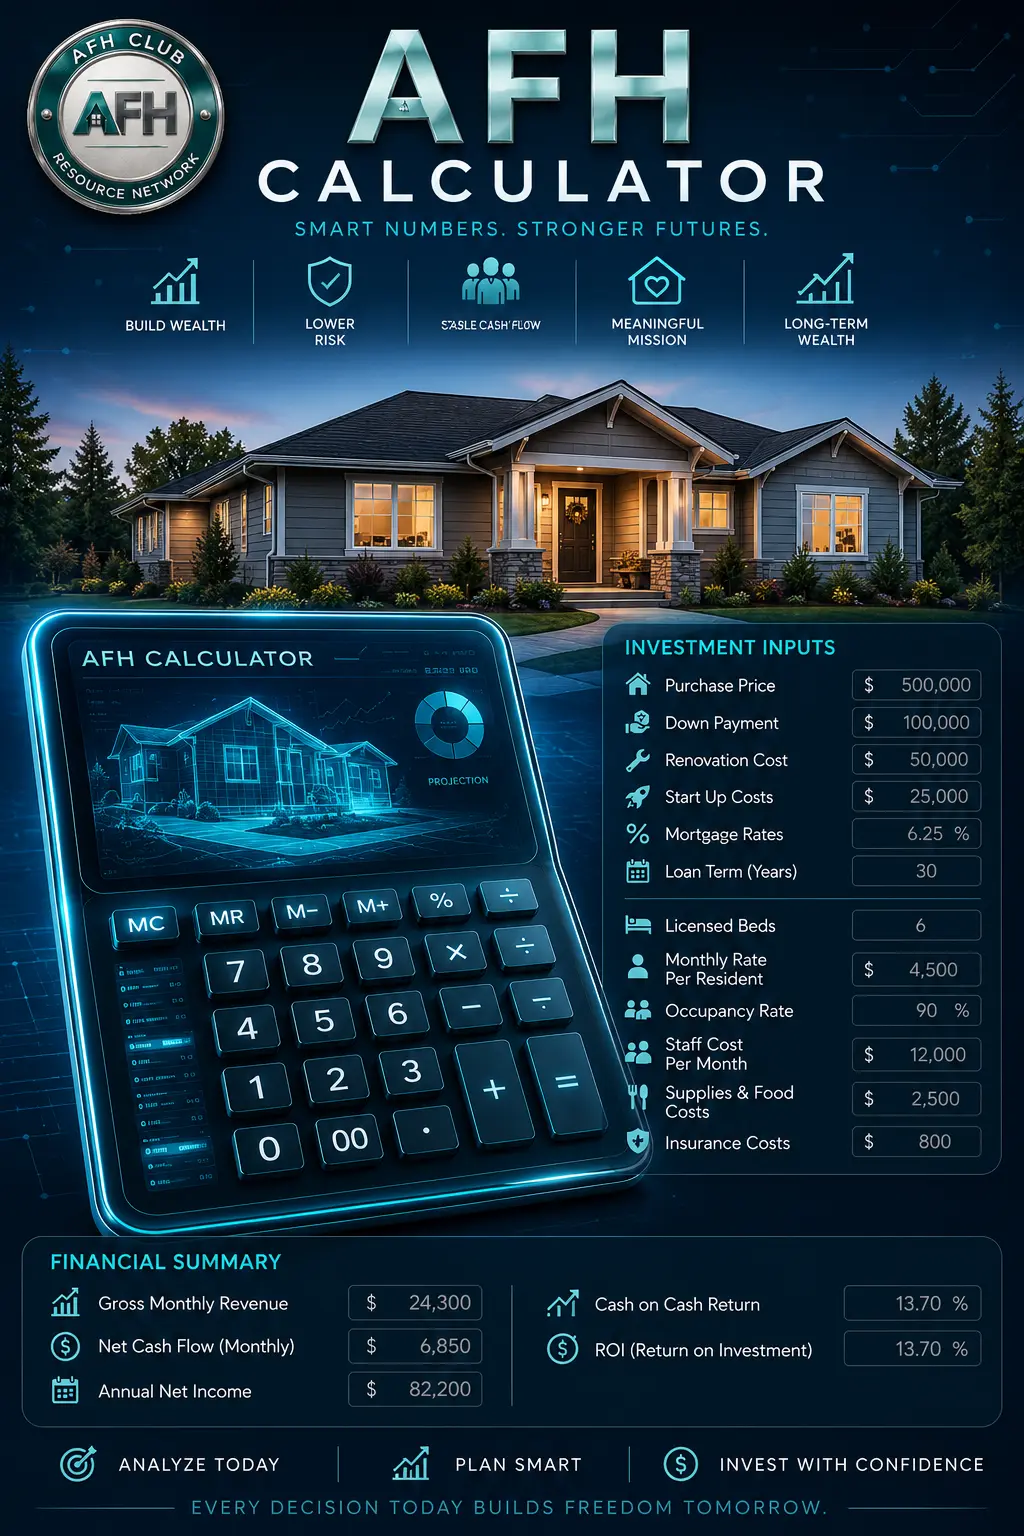 AFH CLUB
AFH
RESOURCE NETWORK
AFH
CALCULATOR
SMART NUMBERS. STRONGER FUTURES.
BUILD WEALTH
LOWER
RISK
CASH FLOW
MEANINGFUL
MISSION
LONG-TERM
WEALTH
AFH CALCULATOR
PROJECTION
MC MR M− M+ % ÷
7 8 9 × ÷
4 5 6 −
1 2 3 + =
0 00 .
INVESTMENT INPUTS
Purchase Price $ 500,000
Down Payment $ 100,000
Renovation Cost $ 50,000
Start Up Costs $ 25,000
Mortgage Rates 6.25 %
Loan Term (Years) 30
Licensed Beds 6
Monthly Rate
Per Resident $ 4,500
Occupancy Rate 90 %
Staff Cost
Per Month $ 12,000
Supplies & Food
Costs $ 2,500
Insurance Costs $ 800
FINANCIAL SUMMARY
Gross Monthly Revenue $ 24,300
Net Cash Flow (Monthly) $ 6,850
Annual Net Income $ 82,200
Cash on Cash Return 13.70 %
ROI (Return on Investment) 13.70 %
ANALYZE TODAY
PLAN SMART
INVEST WITH CONFIDENCE
EVERY DECISION TODAY BUILDS FREEDOM TOMORROW.